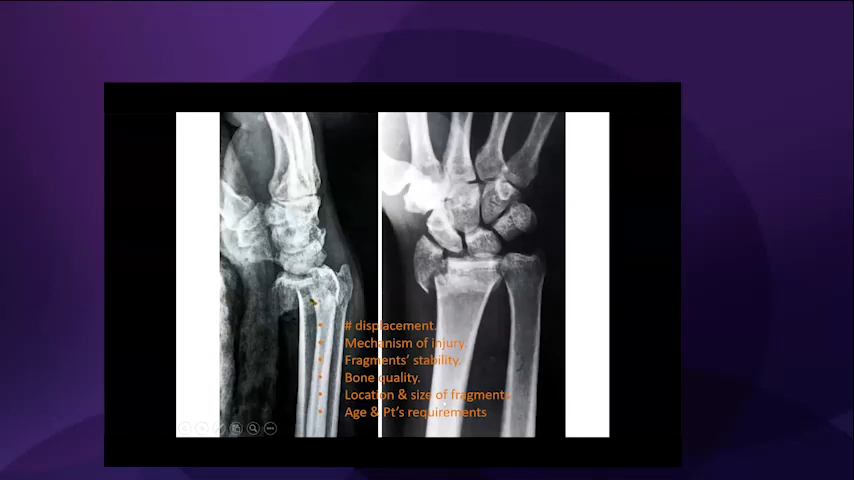 # displacement.
Mechanism of injury.
Fragments' stability.
Bone quality.
Location & size of fragments
Age & Pt's requirements